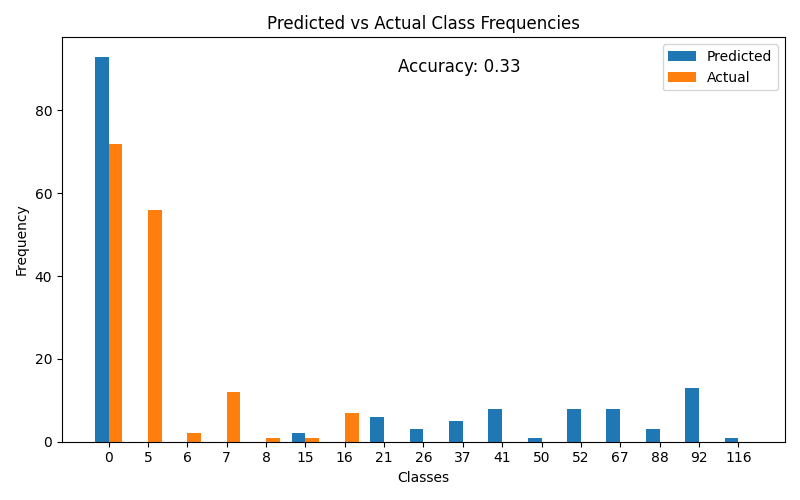 Predicted vs Actual Class Frequencies
Accuracy: 0.33
Predicted
Actual
Frequency
80
60
40
20
0
0 5 6 7 8 15 16 21 26 37 41 50 52 67 88 92 116
Classes